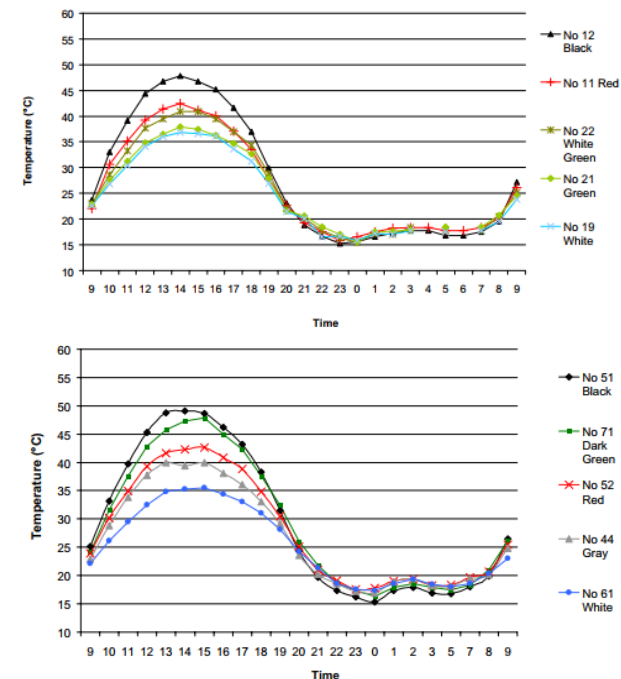 60
55
50
45
40
35
30
25
20
15
10
Temperature (°C)
9 10 11 12 13 14 15 16 17 18 19 20 21 22 23 0 1 2 3 4 5 6 7 8 9
Time
No 12
Black
No 11 Red
No 22
White
Green
No 21
Green
No 19
White
60
55
50
45
40
35
30
25
20
15
10
Temperature (°C)
9 10 11 12 13 14 15 16 17 18 19 20 21 22 23 0 1 2 3 5 6 7 8 9
Time
No 51
Black
No 71
Dark
Green
No 52
Red
No 44
Gray
No 61
White